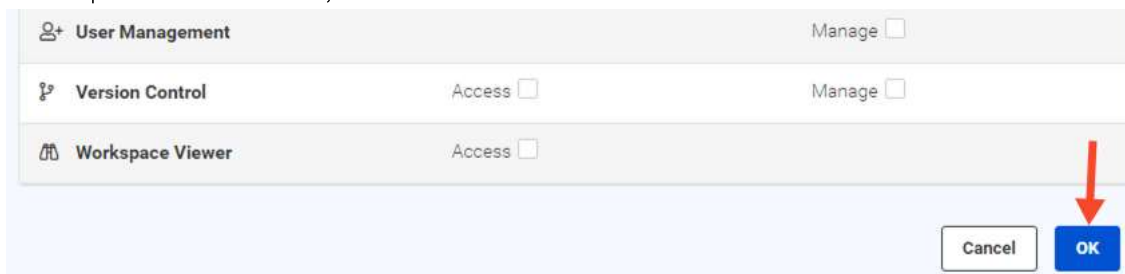 User Management Manage
Version Control Access Manage
Workspace Viewer Access
Cancel OK